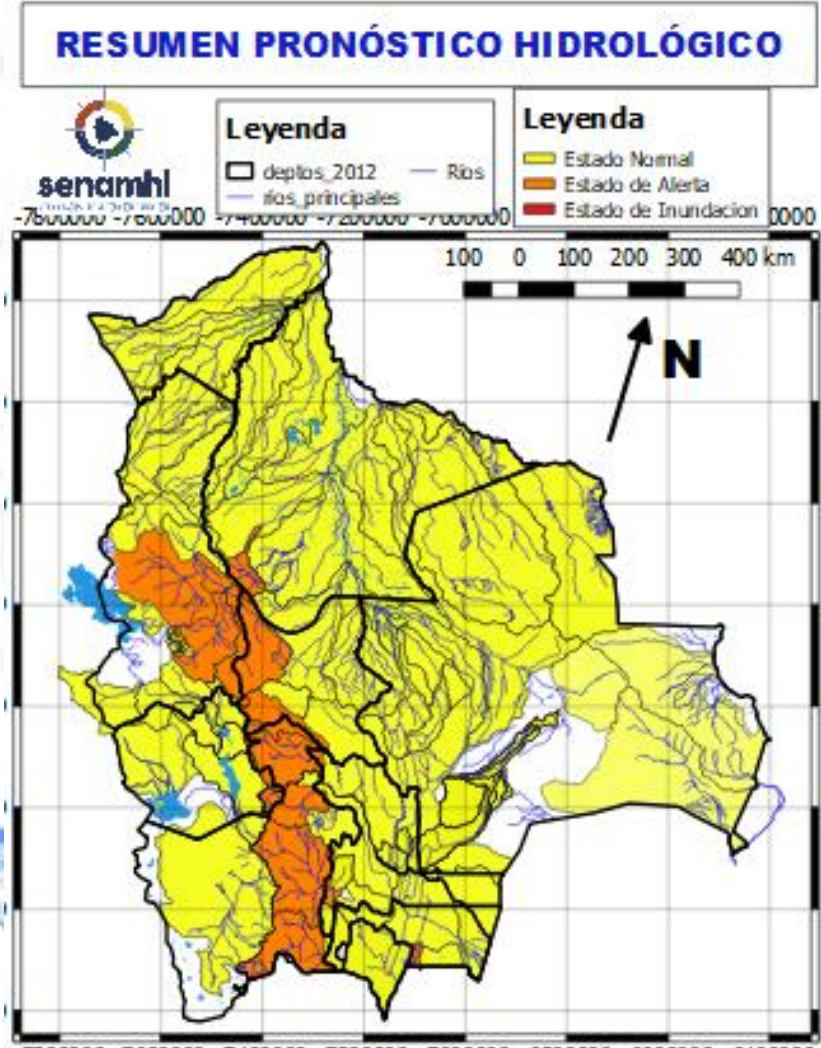 RESUMEN PRONÓSTICO HIDROLÓGICO
senamhi
Leyenda
deptos_2012
Rios
rios_principales
Leyenda
Estado Normal
Estado de Alerta
Estado de Inundacion
-7600000 -7400000 -7200000 -7000000
100 0 100 200 300 400 km
N